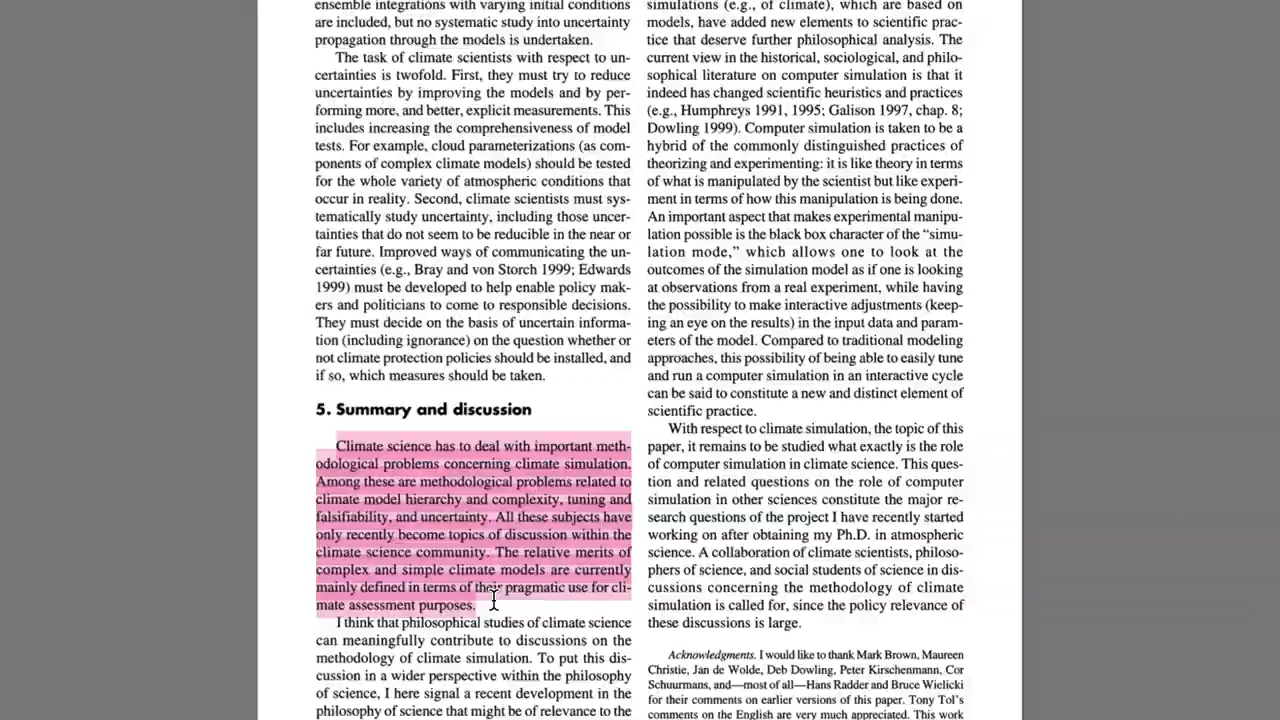 ensemble integrations with varying initial conditions
are included, but no systematic study into uncertainty
propagation through the models is undertaken.
The task of climate scientists with respect to un-
certainties is twofold. First, they must try to reduce
uncertainties by improving the models and by per-
forming more, and better, explicit measurements. This
includes increasing the comprehensiveness of model
tests. For example, cloud parameterizations (as com-
ponents of complex climate models) should be tested
for the whole variety of atmospheric conditions that
occur in reality. Second, climate scientists must sys-
tematically study uncertainty, including those uncer-
tainties that do not seem to be reducible in the near or
far future. Improved ways of communicating the un-
certainties (e.g., Bray and von Storch 1999; Edwards
1999) must be developed to help enable policy mak-
ers and politicians to come to responsible decisions.
They must decide on the basis of uncertain informa-
tion (including ignorance) on the question whether or
not climate protection policies should be installed, and
if so, which measures should be taken.
5. Summary and discussion
Climate science has to deal with important meth-
odological problems concerning climate simulation.
Among these are methodological problems related to
climate model hierarchy and complexity, tuning and
falsifiability, and uncertainty. All these subjects have
only recently become topics of discussion within the
climate science community. The relative merits of
complex and simple climate models are currently
mainly defined in terms of their pragmatic use for cli-
mate assessment purposes.
I think that philosophical studies of climate science
can meaningfully contribute to discussions on the
methodology of climate simulation. To put this dis-
cussion in a wider perspective within the philosophy
of science, I here signal a recent development in the
philosophy of science that might be of relevance to the
simulations (e.g., of climate), which are based on
models, have added new elements to scientific prac-
tice that deserve further philosophical analysis. The
current view in the historical, sociological, and philo-
sophical literature on computer simulation is that it
indeed has changed scientific heuristics and practices
(e.g., Humphreys 1991, 1995; Galison 1997, chap. 8;
Dowling 1999). Computer simulation is taken to be a
hybrid of the commonly distinguished practices of
theorizing and experimenting: it is like theory in terms
of what is manipulated by the scientist but like experi-
ment in terms of how this manipulation is being done.
An important aspect that makes experimental manipu-
lation possible is the black box character of the “simu-
lation mode,” which allows one to look at the
outcomes of the simulation model as if one is looking
at observations from a real experiment, while having
the possibility to make interactive adjustments (keep-
ing an eye on the results) in the input data and param-
eters of the model. Compared to traditional modeling
approaches, this possibility of being able to easily tune
and run a computer simulation in an interactive cycle
can be said to constitute a new and distinct element of
scientific practice.
With respect to climate simulation, the topic of this
paper, it remains to be studied what exactly is the role
of computer simulation in climate science. This ques-
tion and related questions on the role of computer
simulation in other sciences constitute the major re-
search questions of the project I have recently started
working on after obtaining my Ph.D. in atmospheric
science. A collaboration of climate scientists, philoso-
phers of science, and social students of science in dis-
cussions concerning the methodology of climate
simulation is called for, since the policy relevance of
these discussions is large.
Acknowledgments. I would like to thank Mark Brown, Maureen
Christie, Jan de Wolde, Deb Dowling, Peter Kirschenmann, Cor
Schuurmans, and—most of all—Hans Radder and Bruce Wielicki
for their comments on earlier versions of this paper. Tony Tol's
comments on the English are very much appreciated. This work